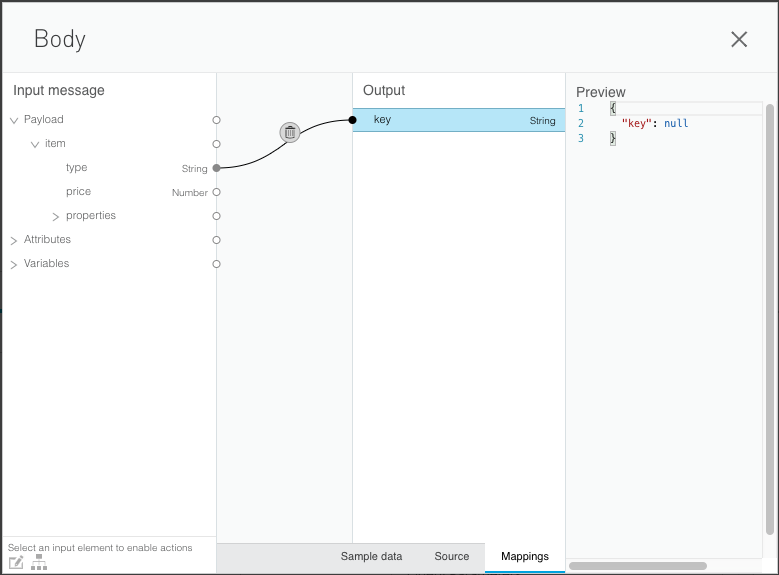 Body
Input message
Payload
item
type String
price Number
properties
Attributes
Variables
Select an input element to enable actions
Output
key String
Sample data Source Mappings
Preview
1 {
2 "key": null
3 }